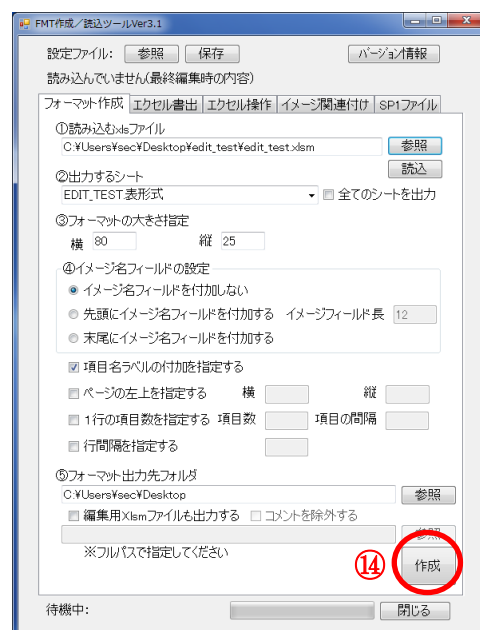 FMT作成／読込ツールVer3.1
設定ファイル: 参照 保存 バージョン情報
読み込んでいません(最終編集時の内容)
フォーマット作成 エクセル書出 エクセル操作 イメージ関連付け SP1ファイル
①読み込むxlsファイル
C:¥Users¥sec¥Desktop¥edit_test¥edit_test.xlsm 参照
読込
②出力するシート
EDIT_TEST.表形式 全てのシートを出力
③フォーマットの大きさ指定
横 80 縦 25
④イメージ名フィールドの設定
イメージ名フィールドを付加しない
先頭にイメージ名フィールドを付加する イメージフィールド長 12
末尾にイメージ名フィールドを付加する
項目名ラベルの付加を指定する
ページの左上を指定する 横 縦
1行の項目数を指定する 項目数 項目の間隔
行間隔を指定する
⑤フォーマット出力先フォルダ
C:¥Users¥sec¥Desktop 参照
編集用Xlsmファイルも出力する コメントを除外する
参照
※フルパスで指定してください
⑭ 作成
待機中: 閉じる